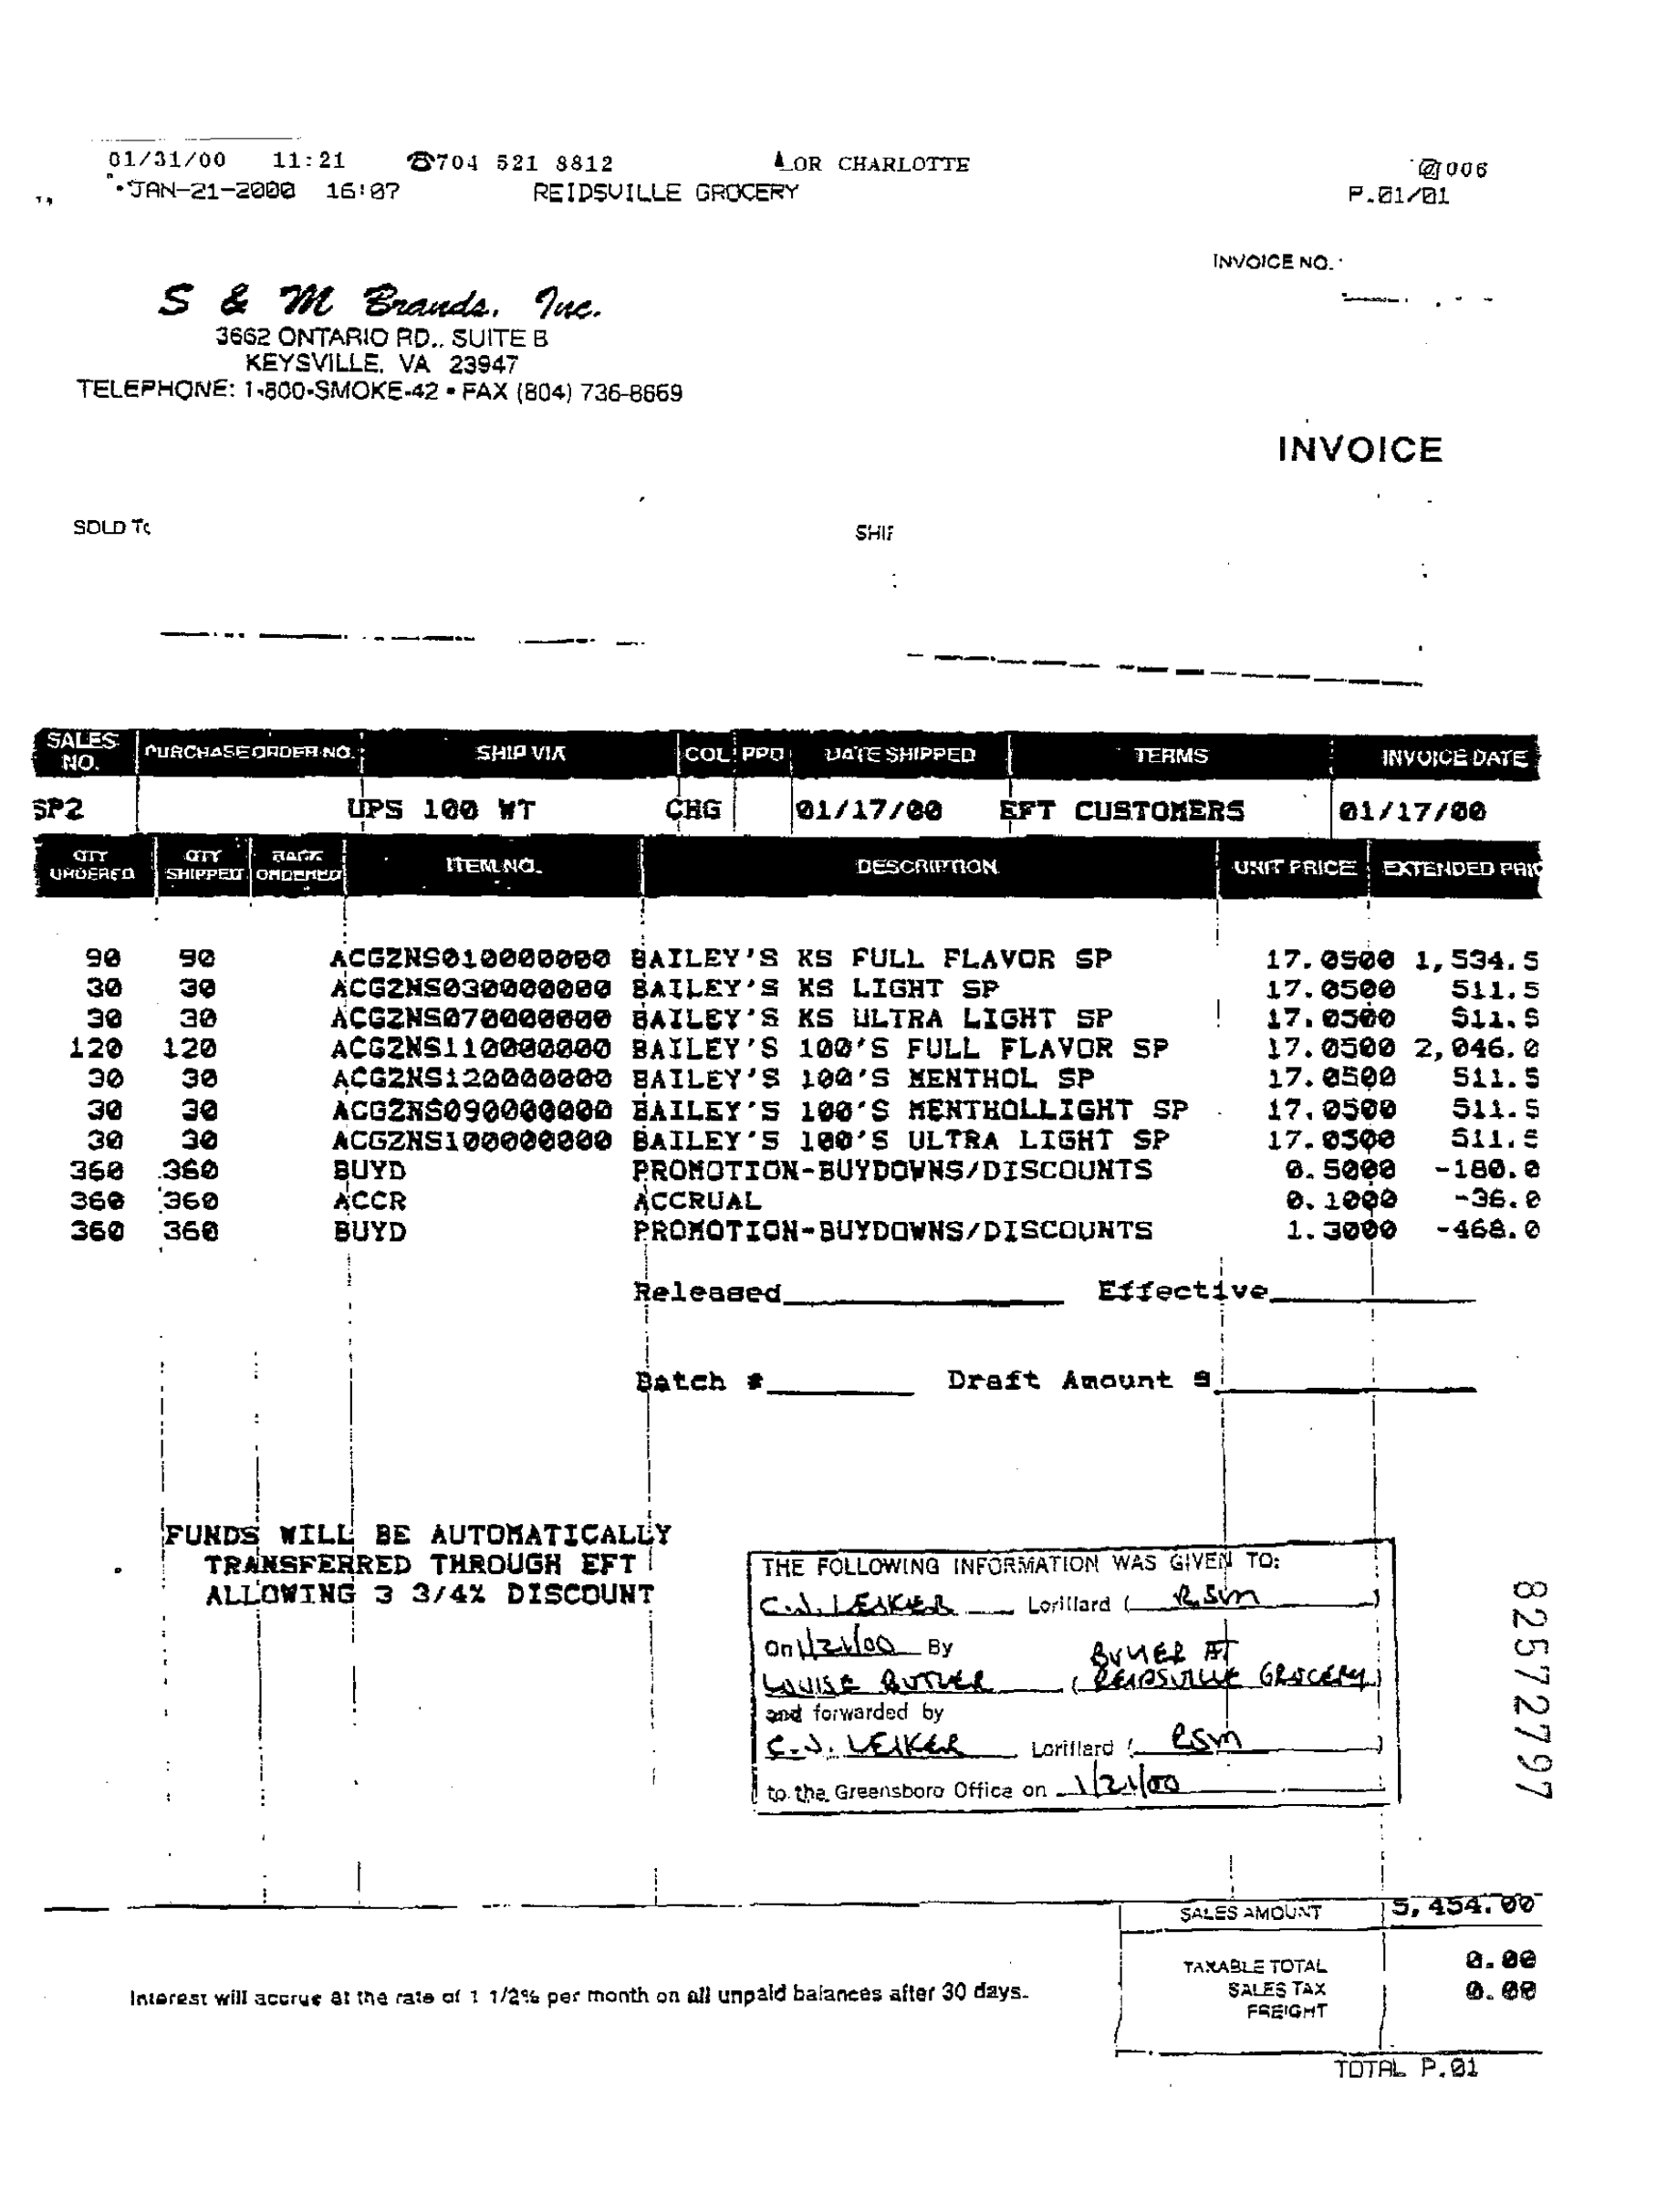 01/31/00 11:21 ☎704 521 8812 LOR CHARLOTTE 006
JAN-21-2000 16:07 REIDSVILLE GROCERY P.01/01
INVOICE NO.
S & M Brands, Inc.
3662 ONTARIO RD., SUITE B
KEYSVILLE, VA 23947
TELEPHONE: 1-800-SMOKE-42 • FAX (804) 736-8669
INVOICE
SOLD TO
SHIP
SALES NO. PURCHASE ORDER NO. SHIP VIA COL PPD DATE SHIPPED TERMS INVOICE DATE
SP2 UPS 100 WT CHG 01/17/00 EFT CUSTOMERS 01/17/00
QTY ORDERED QTY SHIPPED BACK ORDERED ITEM NO. DESCRIPTION UNIT PRICE EXTENDED PRIC
90 90 ACGZNS010000000 BAILEY'S KS FULL FLAVOR SP 17.0500 1,534.5
30 30 ACGZNS030000000 BAILEY'S KS LIGHT SP 17.0500 511.5
30 30 ACGZNS070000000 BAILEY'S KS ULTRA LIGHT SP 17.0500 511.5
120 120 ACGZNS110000000 BAILEY'S 100'S FULL FLAVOR SP 17.0500 2,046.0
30 30 ACGZNS120000000 BAILEY'S 100'S MENTHOL SP 17.0500 511.5
30 30 ACGZNS090000000 BAILEY'S 100'S MENTHOLLIGHT SP 17.0500 511.5
30 30 ACGZNS100000000 BAILEY'S 100'S ULTRA LIGHT SP 17.0500 511.5
360 360 BUYD PROMOTION-BUYDOWNS/DISCOUNTS 0.5000 -180.0
360 360 ACCR ACCRUAL 0.1000 -36.0
360 360 BUYD PROMOTION-BUYDOWNS/DISCOUNTS 1.3000 -468.0
Released Effective
Batch # Draft Amount $
FUNDS WILL BE AUTOMATICALLY
TRANSFERRED THROUGH EFT
ALLOWING 3 3/4% DISCOUNT
THE FOLLOWING INFORMATION WAS GIVEN TO:
C.J. LEIKER Lorillard ( RSM )
On 1/21/00 By
LOUISE BUTLER ( BUYER AT REIDSVILLE GROCERY )
and forwarded by
C.J. LEIKER Lorillard ( RSM )
to the Greensboro Office on 1/21/00
82572797
SALES AMOUNT 5,454.00
TAXABLE TOTAL 0.00
SALES TAX 0.00
FREIGHT
Interest will accrue at the rate of 1 1/2% per month on all unpaid balances after 30 days.
TOTAL P.01